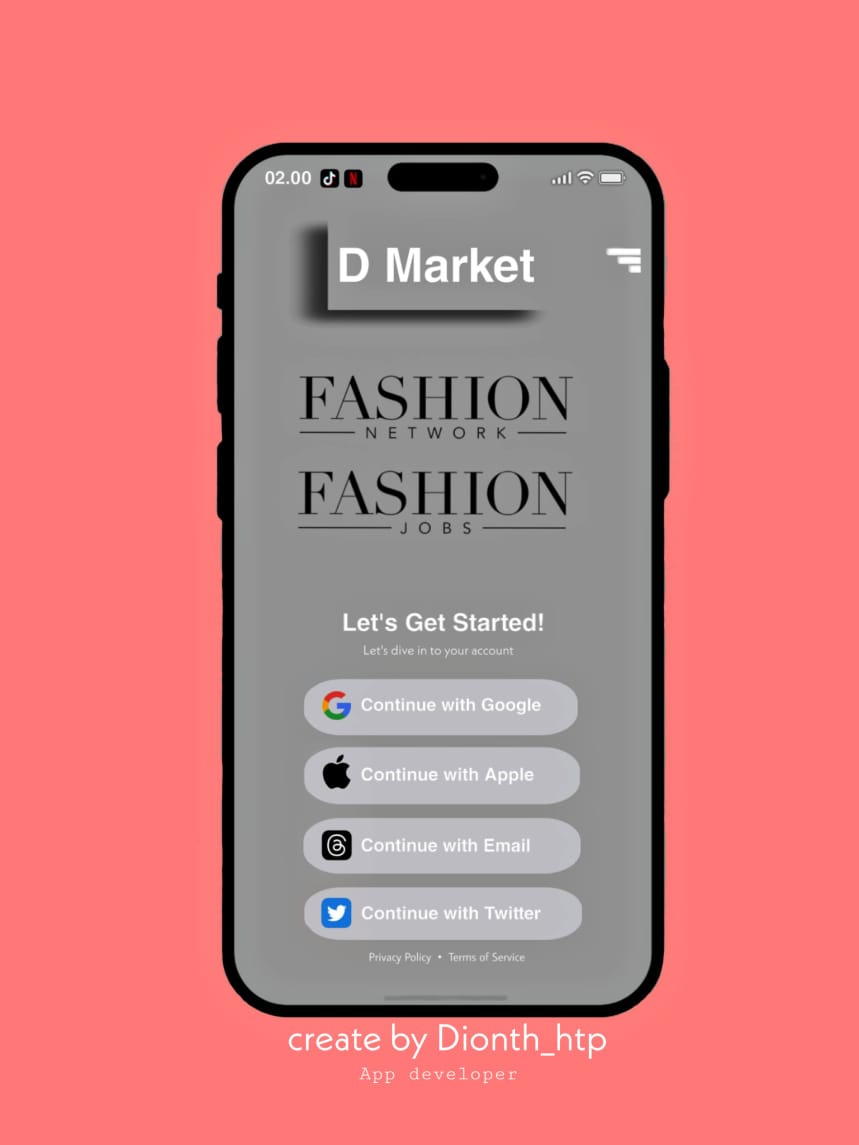 02.00
D Market
FASHION
NETWORK
FASHION
JOBS
Let's Get Started!
Let's dive in to your account
Continue with Google
Continue with Apple
Continue with Email
Continue with Twitter
Privacy Policy • Terms of Service
create by Dionth_htp
App developer